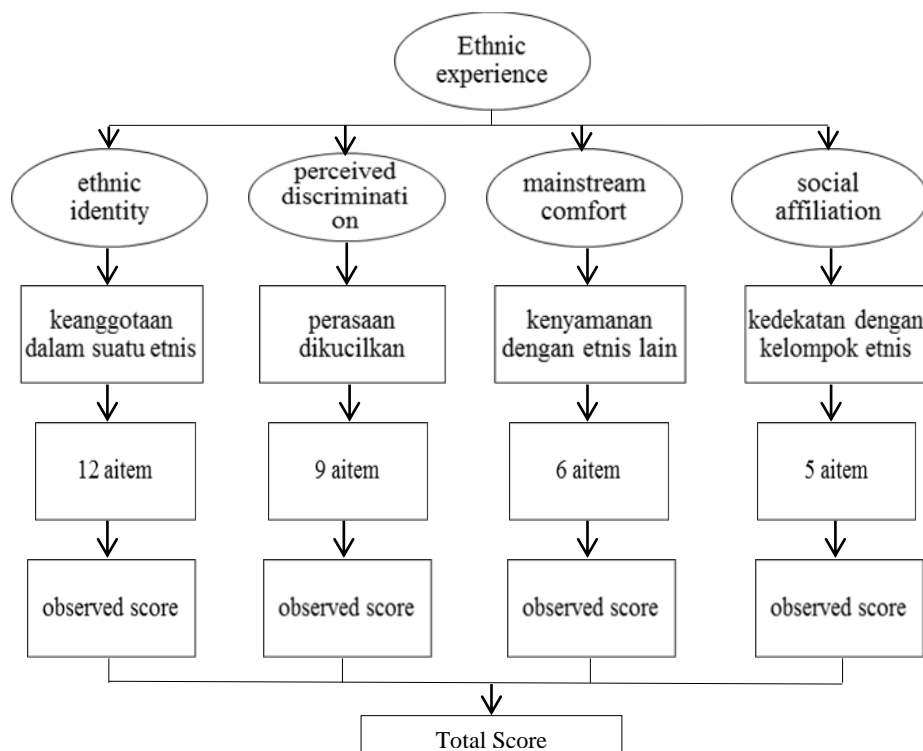 Ethnic
experience
ethnic
identity
perceived
discriminati
on
mainstream
comfort
social
affiliation
keanggotaan
dalam suatu etnis
perasaan
dikucilkan
kenyamanan
dengan etnis lain
kedekatan dengan
kelompok etnis
12 aitem
9 aitem
6 aitem
5 aitem
observed score
observed score
observed score
observed score
Total Score